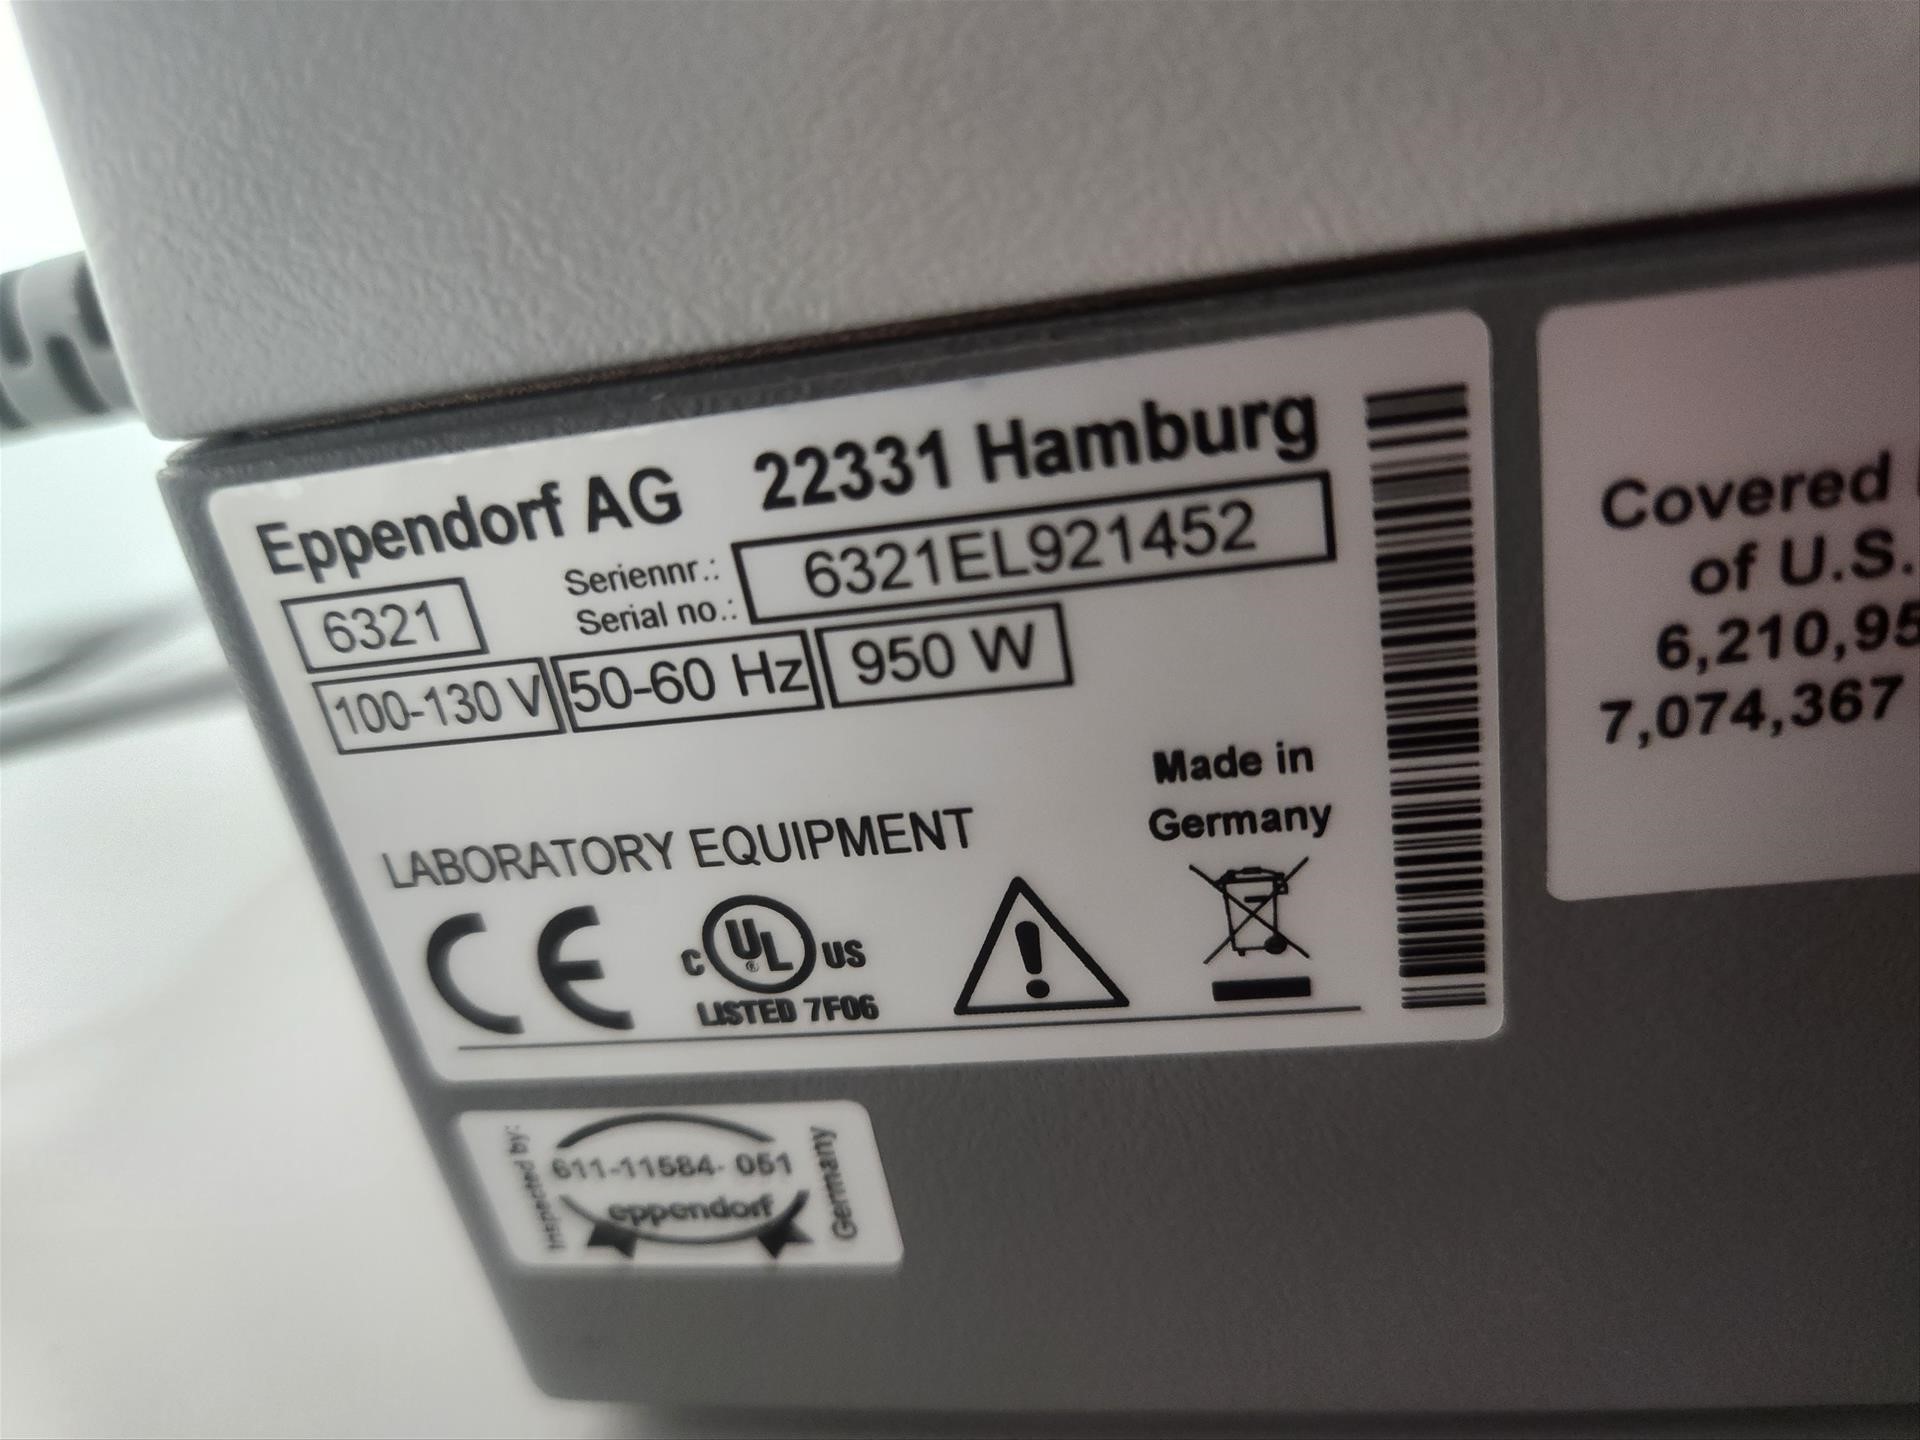 Eppendorf AG 22331 Hamburg
6321 Seriennr.: Serial no.: 6321EL921452
100-130 V 50-60 Hz 950 W
Made in
Germany
LABORATORY EQUIPMENT
CE
C UL® US
LISTED 7F06
Inspected by:
611-11584- 051
eppendorf
Germany
Covered
of U.S.
6,210,95
7,074,367